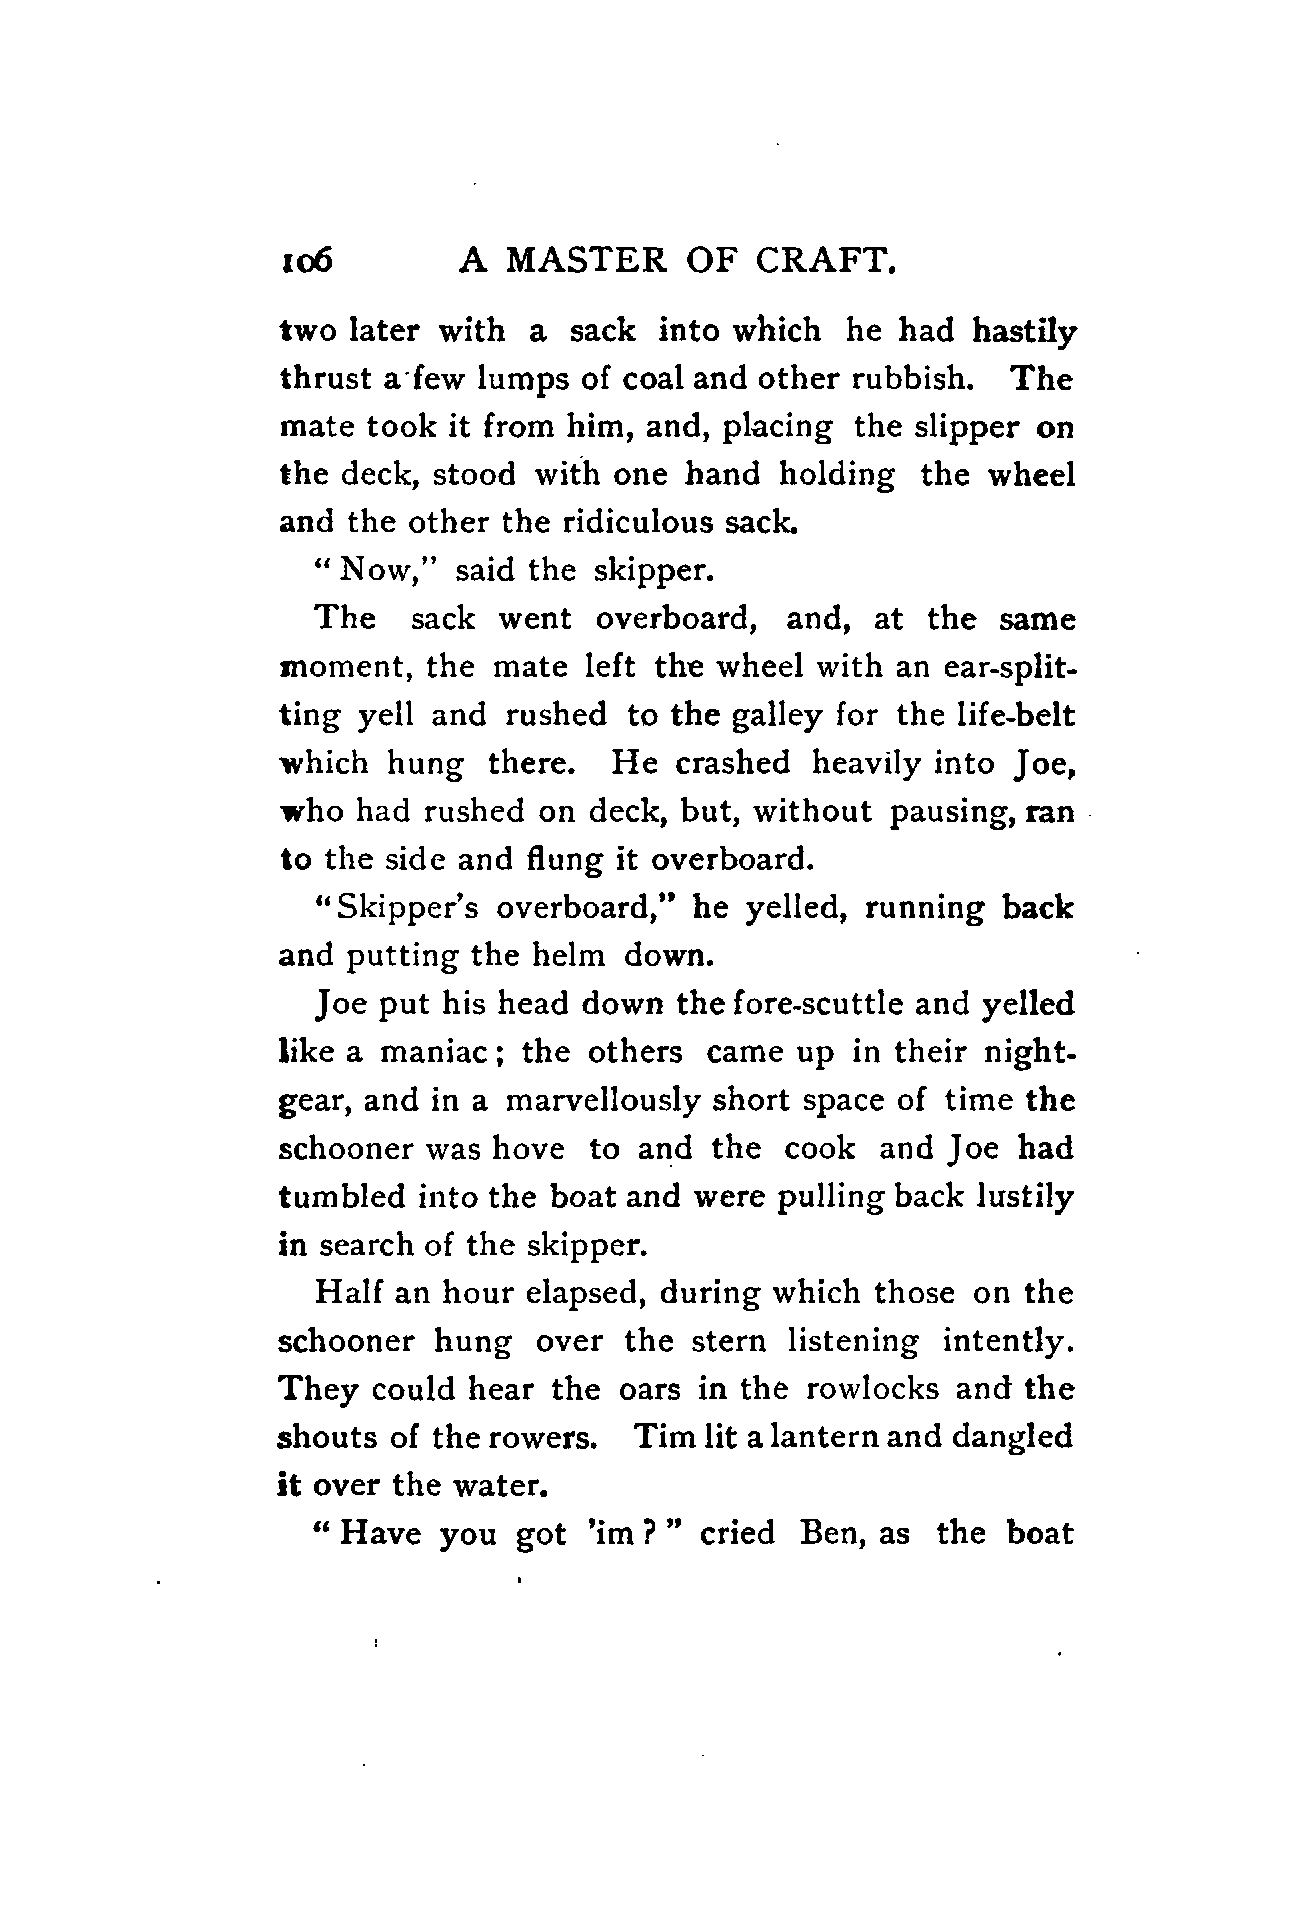 106 A MASTER OF CRAFT.
two later with a sack into which he had hastily
thrust a few lumps of coal and other rubbish. The
mate took it from him, and, placing the slipper on
the deck, stood with one hand holding the wheel
and the other the ridiculous sack.
“Now,” said the skipper.
The sack went overboard, and, at the same
moment, the mate left the wheel with an ear-split-
ting yell and rushed to the galley for the life-belt
which hung there. He crashed heavily into Joe,
who had rushed on deck, but, without pausing, ran
to the side and flung it overboard.
“Skipper's overboard,” he yelled, running back
and putting the helm down.
Joe put his head down the fore-scuttle and yelled
like a maniac; the others came up in their night-
gear, and in a marvellously short space of time the
schooner was hove to and the cook and Joe had
tumbled into the boat and were pulling back lustily
in search of the skipper.
Half an hour elapsed, during which those on the
schooner hung over the stern listening intently.
They could hear the oars in the rowlocks and the
shouts of the rowers. Tim lit a lantern and dangled
it over the water.
“Have you got 'im?” cried Ben, as the boat